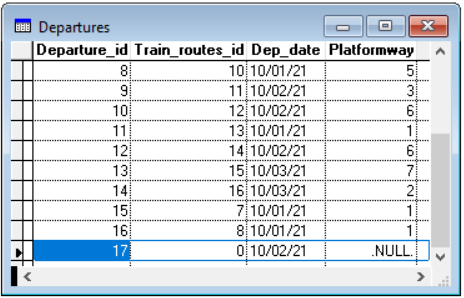 Departures
Departure_id Train_routes_id Dep_date Platformway
8 10 10/01/21 5
9 11 10/02/21 3
10 12 10/02/21 6
11 13 10/01/21 1
12 14 10/02/21 6
13 15 10/03/21 7
14 16 10/03/21 2
15 7 10/01/21 1
16 8 10/01/21 1
17 0 10/02/21 .NULL.